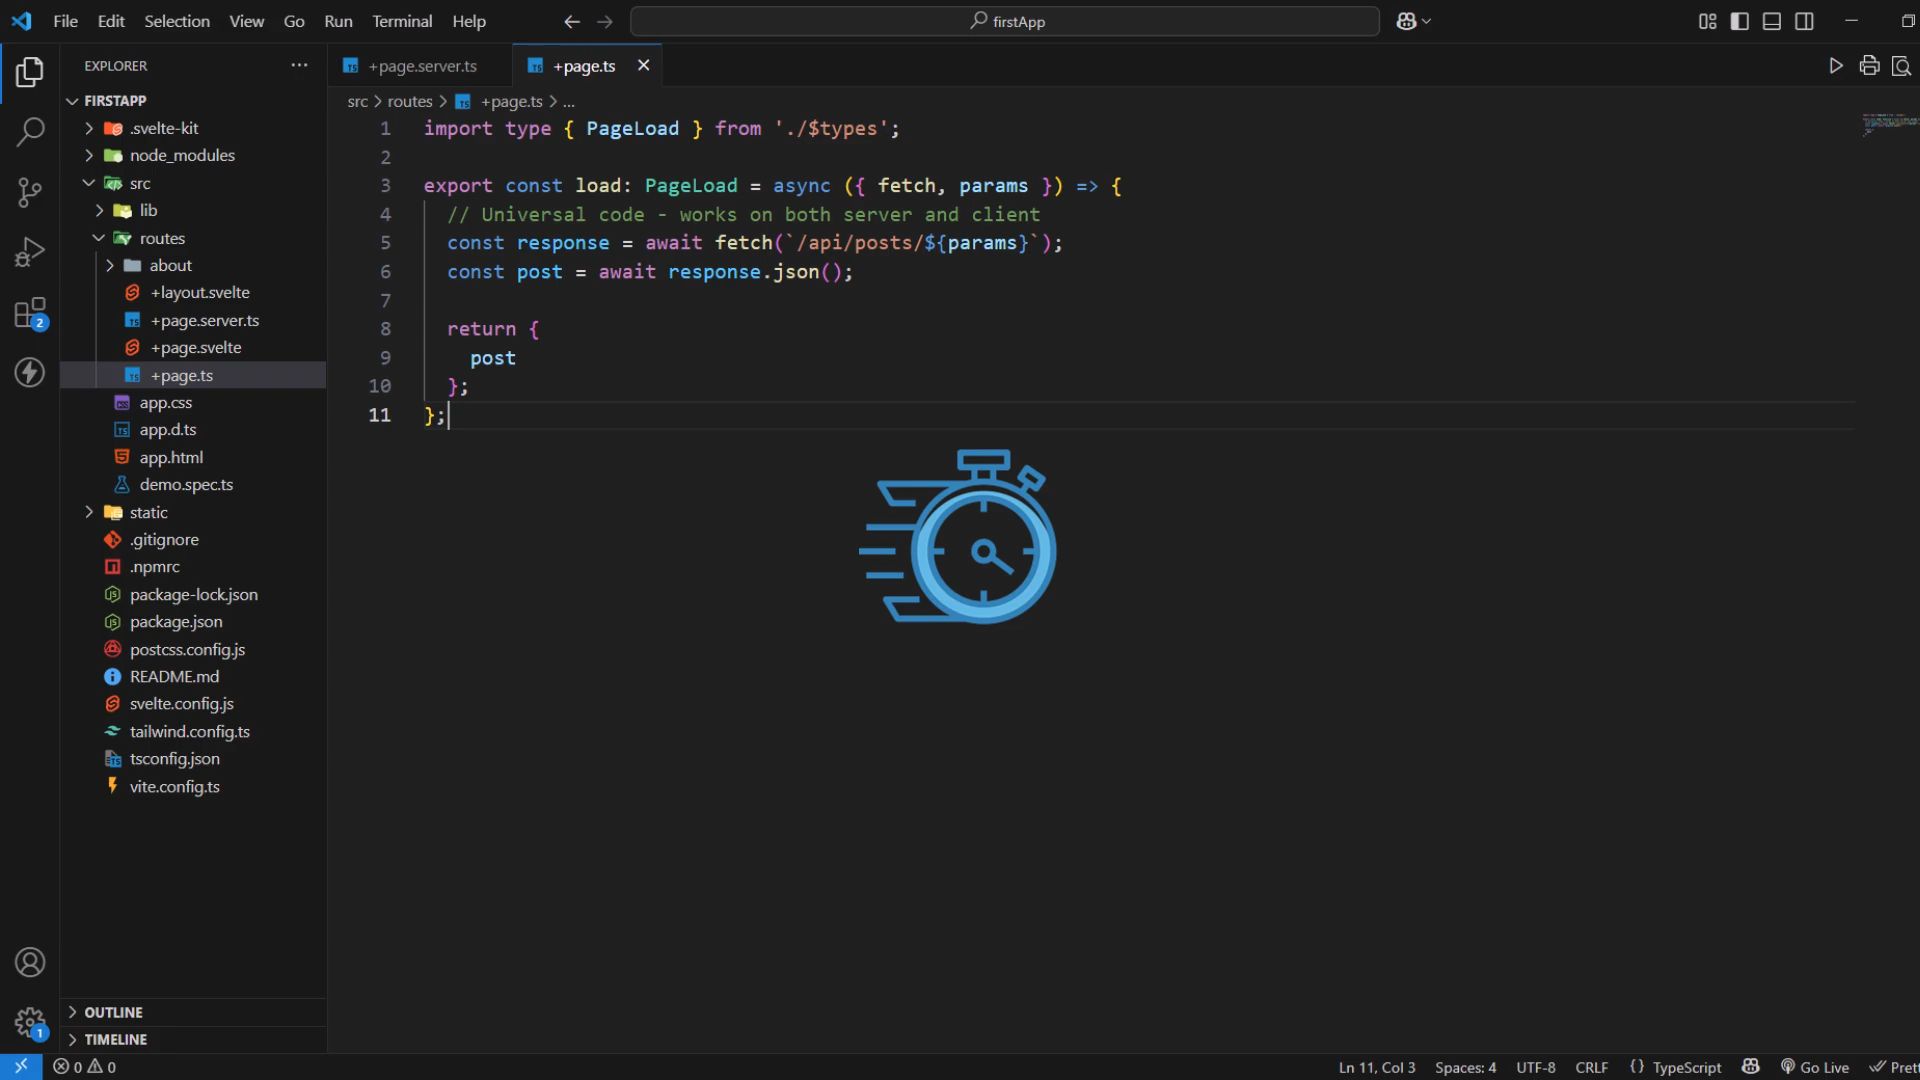 File Edit Selection View Go Run Terminal Help
firstApp
EXPLORER
FIRSTAPP
.svelte-kit
node_modules
src
lib
routes
about
+layout.svelte
+page.server.ts
+page.svelte
+page.ts
app.css
app.d.ts
app.html
demo.spec.ts
static
.gitignore
.npmrc
package-lock.json
package.json
postcss.config.js
README.md
svelte.config.js
tailwind.config.ts
tsconfig.json
vite.config.ts
OUTLINE
TIMELINE
2
1
+page.server.ts +page.ts
src > routes > +page.ts > ...
1 import type { PageLoad } from './$types';
2
3 export const load: PageLoad = async ({ fetch, params }) => {
4 // Universal code - works on both server and client
5 const response = await fetch(`/api/posts/${params}`);
6 const post = await response.json();
7
8 return {
9 post
10 };
11 };
0 0
Ln 11, Col 3 Spaces: 4 UTF-8 CRLF {} TypeScript Go Live Pret